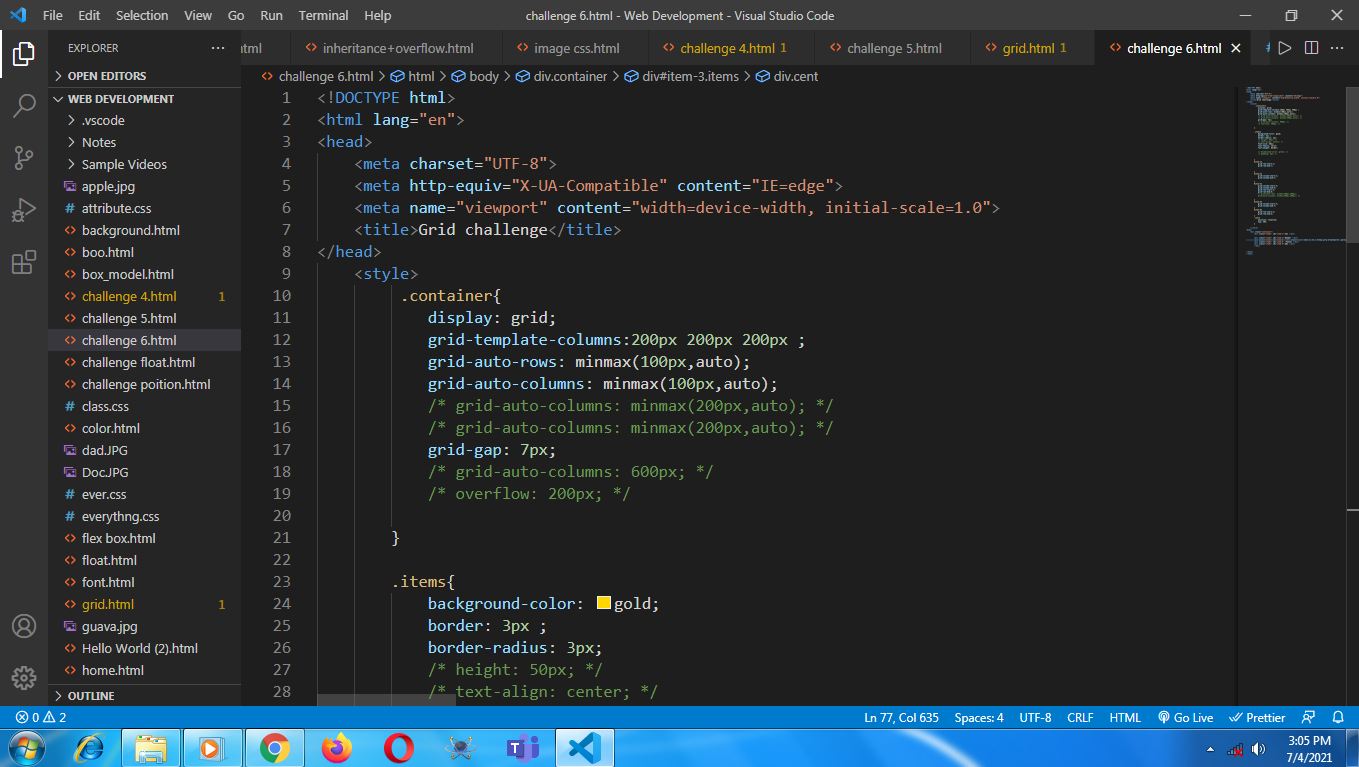 File Edit Selection View Go Run Terminal Help
challenge 6.html - Web Development - Visual Studio Code
EXPLORER
OPEN EDITORS
WEB DEVELOPMENT
.vscode
Notes
Sample Videos
apple.jpg
attribute.css
background.html
boo.html
box_model.html
challenge 4.html 1
challenge 5.html
challenge 6.html
challenge float.html
challenge poition.html
class.css
color.html
dad.JPG
Doc.JPG
ever.css
everythng.css
flex box.html
float.html
font.html
grid.html 1
guava.jpg
Hello World (2).html
home.html
OUTLINE
tml inheritance+overflow.html image css.html challenge 4.html 1 challenge 5.html grid.html 1 challenge 6.html
challenge 6.html > html > body > div.container > div#item-3.items > div.cent
1 <!DOCTYPE html>
2 <html lang="en">
3 <head>
4 <meta charset="UTF-8">
5 <meta http-equiv="X-UA-Compatible" content="IE=edge">
6 <meta name="viewport" content="width=device-width, initial-scale=1.0">
7 <title>Grid challenge</title>
8 </head>
9 <style>
10 .container{
11 display: grid;
12 grid-template-columns:200px 200px 200px ;
13 grid-auto-rows: minmax(100px,auto);
14 grid-auto-columns: minmax(100px,auto);
15 /* grid-auto-columns: minmax(200px,auto); */
16 /* grid-auto-columns: minmax(200px,auto); */
17 grid-gap: 7px;
18 /* grid-auto-columns: 600px; */
19 /* overflow: 200px; */
20
21 }
22
23 .items{
24 background-color: gold;
25 border: 3px ;
26 border-radius: 3px;
27 /* height: 50px; */
28 /* text-align: center; */
0 2
Ln 77, Col 635 Spaces: 4 UTF-8 CRLF HTML Go Live Prettier
3:05 PM
7/4/2021